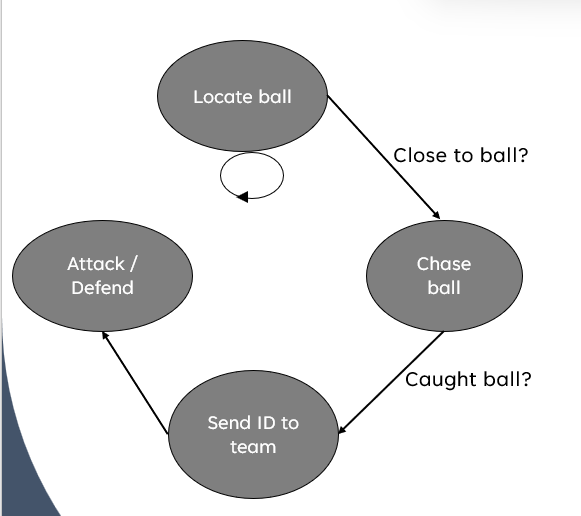 Locate ball
Close to ball?
Attack /
Defend
Chase
ball
Caught ball?
Send ID to
team